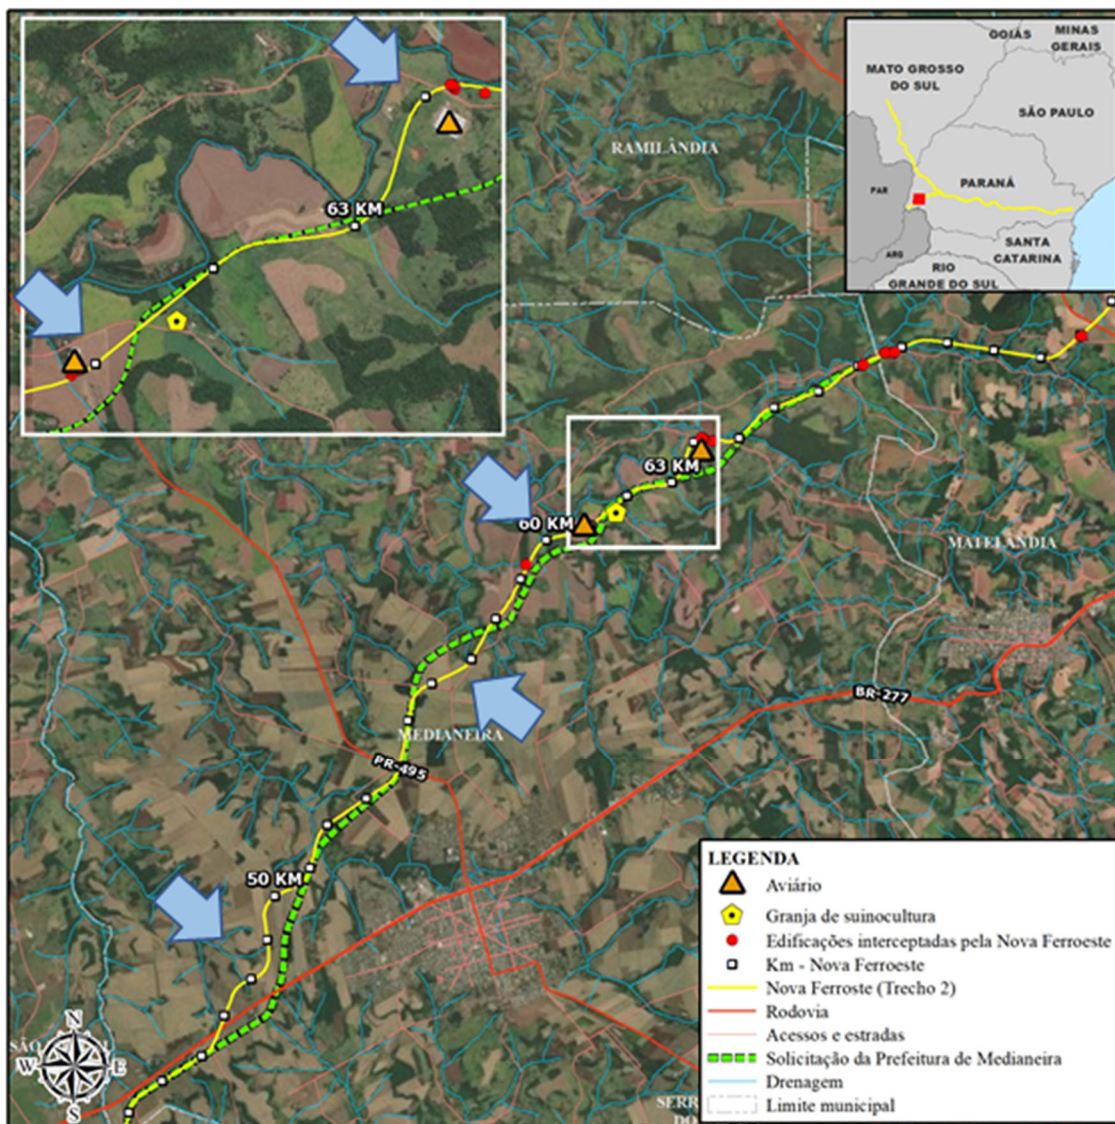 GOIÁS
MINAS
GERAIS
MATO GROSSO
DO SUL
SÃO PAULO
PAR
PARANÁ
SANTA
CATARINA
ARG
RIO
GRANDE DO SUL
63 KM
RAMILÂNDIA
63 KM
60 KM
MATELÂNDIA
BR-277
MEDIANEIRA
PR-495
50 KM
LEGENDA
Aviário
Granja de suinocultura
Edificações interceptadas pela Nova Ferroeste
Km - Nova Ferroeste
Nova Ferroste (Trecho 2)
Rodovia
Acessos e estradas
Solicitação da Prefeitura de Medianeira
Drenagem
Limite municipal
N
SÃO
W
E
S
SERR
DO